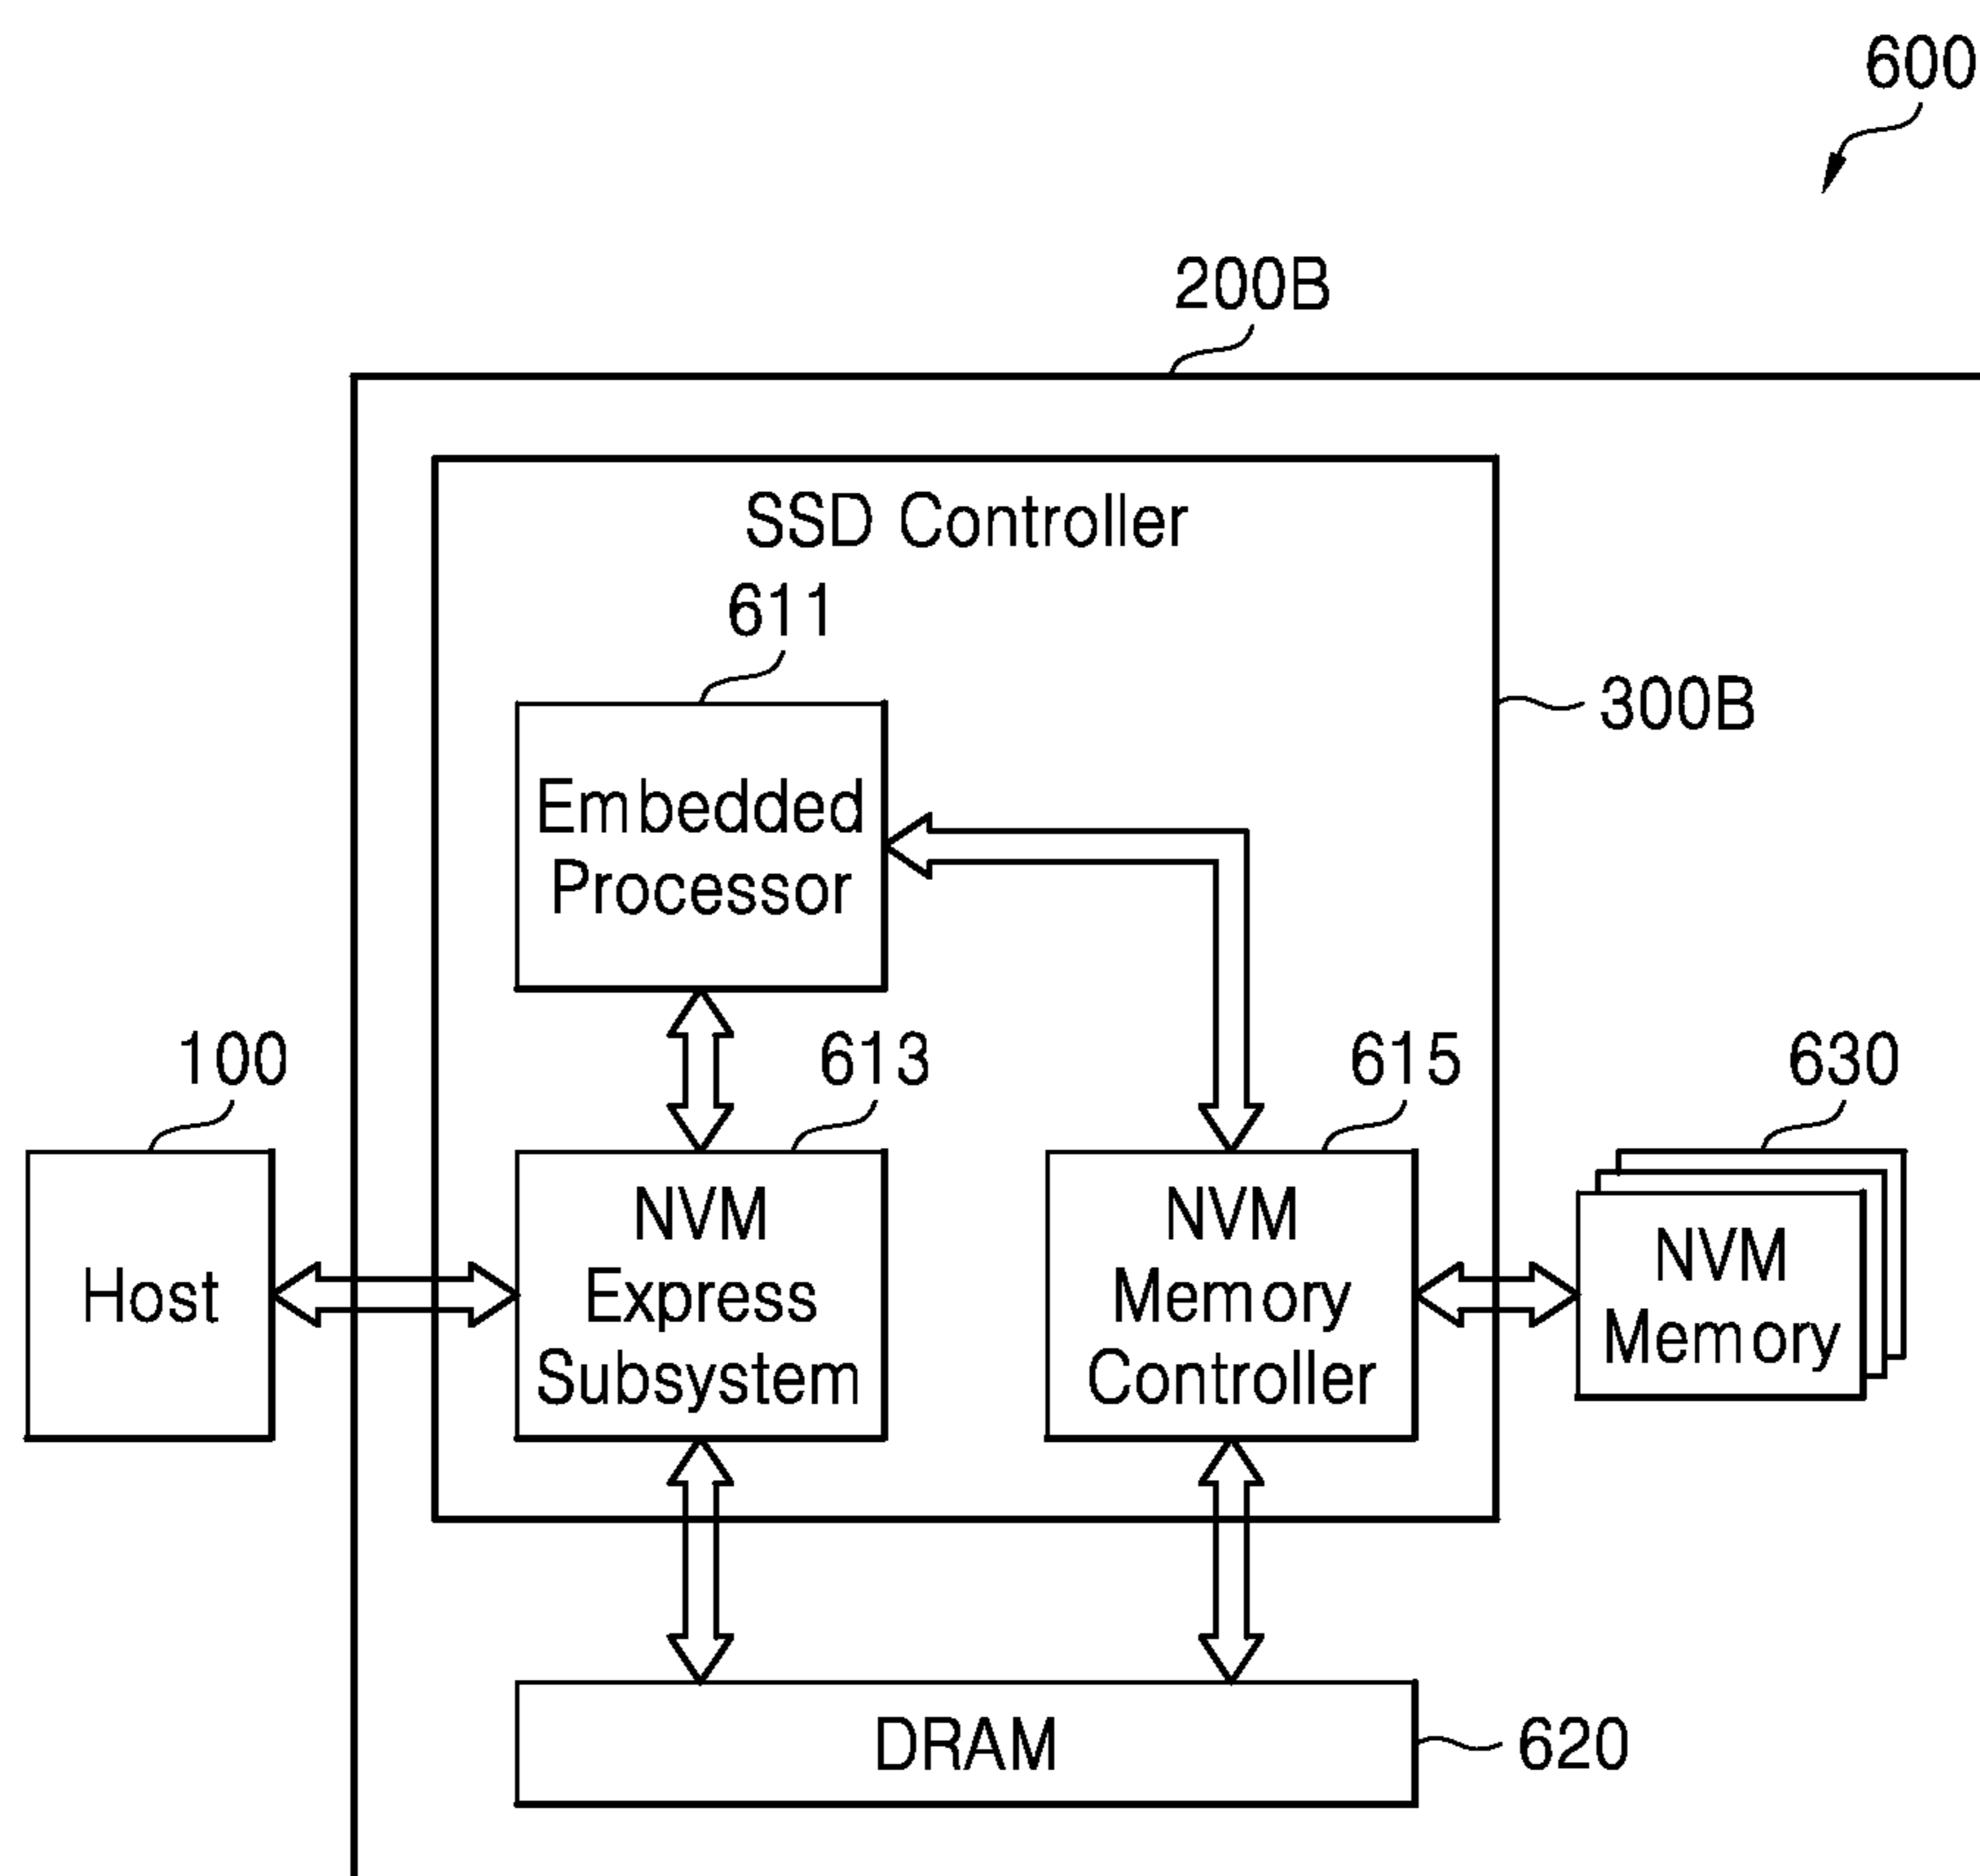 600
200B
SSD Controller
611
300B
Embedded
Processor
100
613
615
630
Host
NVM
Express
Subsystem
NVM
Memory
Controller
NVM
Memory
DRAM
620